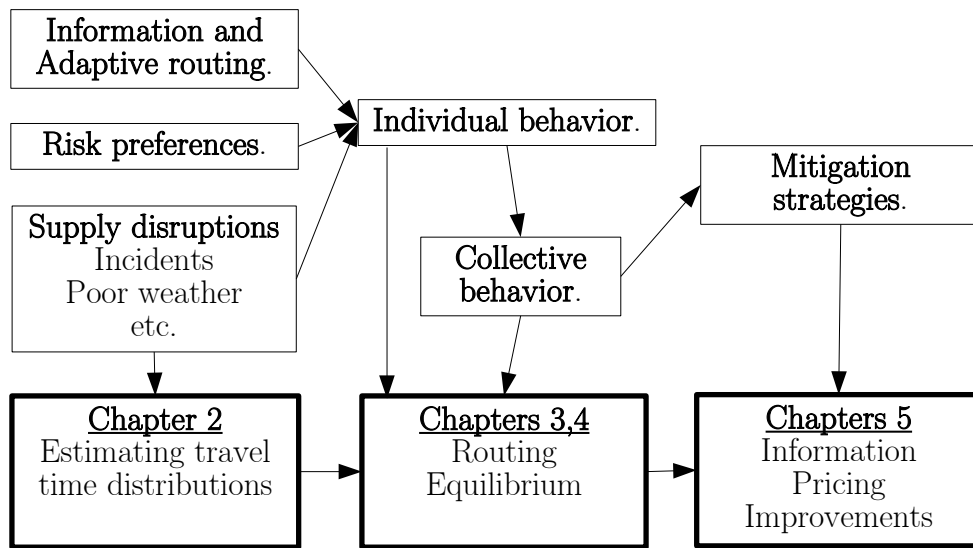 Information and
Adaptive routing.
Risk preferences.
Supply disruptions
Incidents
Poor weather
etc.
Individual behavior.
Collective
behavior.
Mitigation
strategies.
Chapter 2
Estimating travel
time distributions
Chapters 3,4
Routing
Equilibrium
Chapters 5
Information
Pricing
Improvements